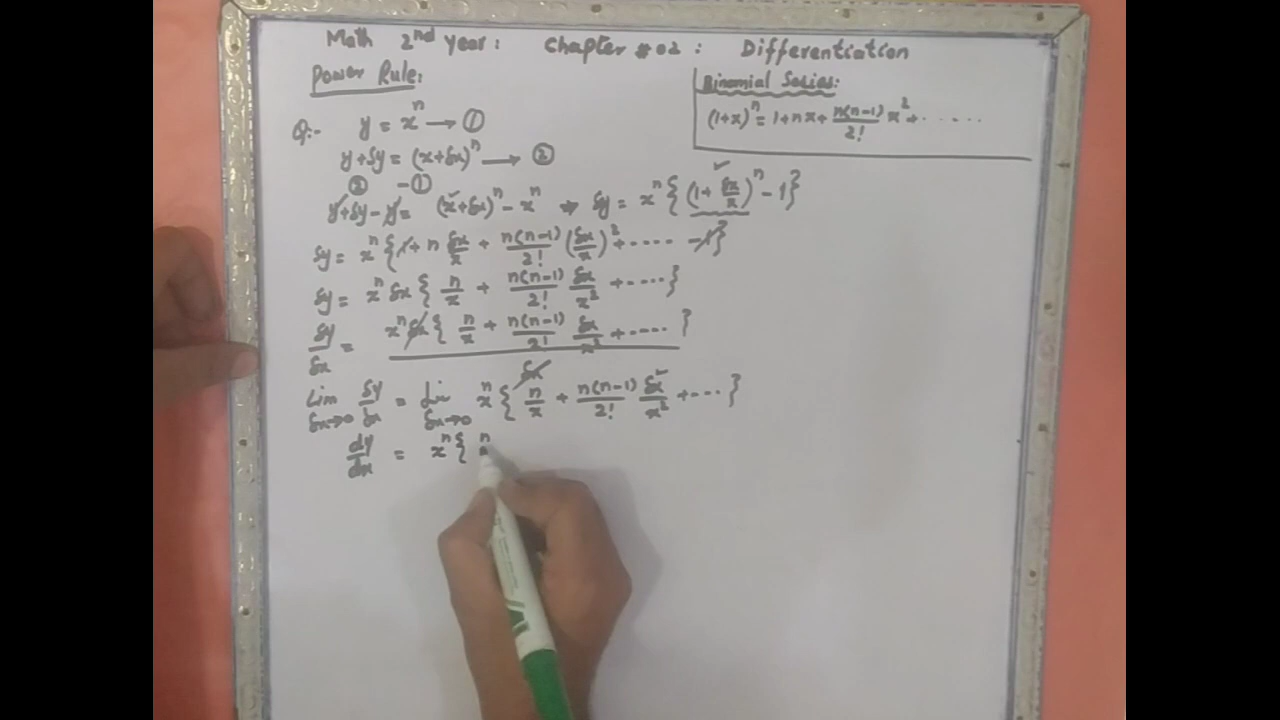 Math 2nd year: Chapter #02: Differentiation
Power Rule:
Binomial Series:
(1+x)^n = 1+nx+ n(n-1)/2! x^2+......
Q:- y = x^n → ①
y+δy = (x+δx)^n → ②
② - ①
y+δy-y = (x+δx)^n - x^n ⇒ δy = x^n { (1+ δx/x)^n - 1}
δy = x^n { 1+n δx/x + n(n-1)/2! (δx/x)^2 +..... -1}
δy = x^n δx { n/x + n(n-1)/2! δx/x^2 +.....}
δy/δx = x^n δx { n/x + n(n-1)/2! δx/x^2 +..... } / δx
Lim δx→0 δy/δx = Li δx→0 x^n { n/x + n(n-1)/2! δx/x^2 +... }
dy/dx = x^n { n